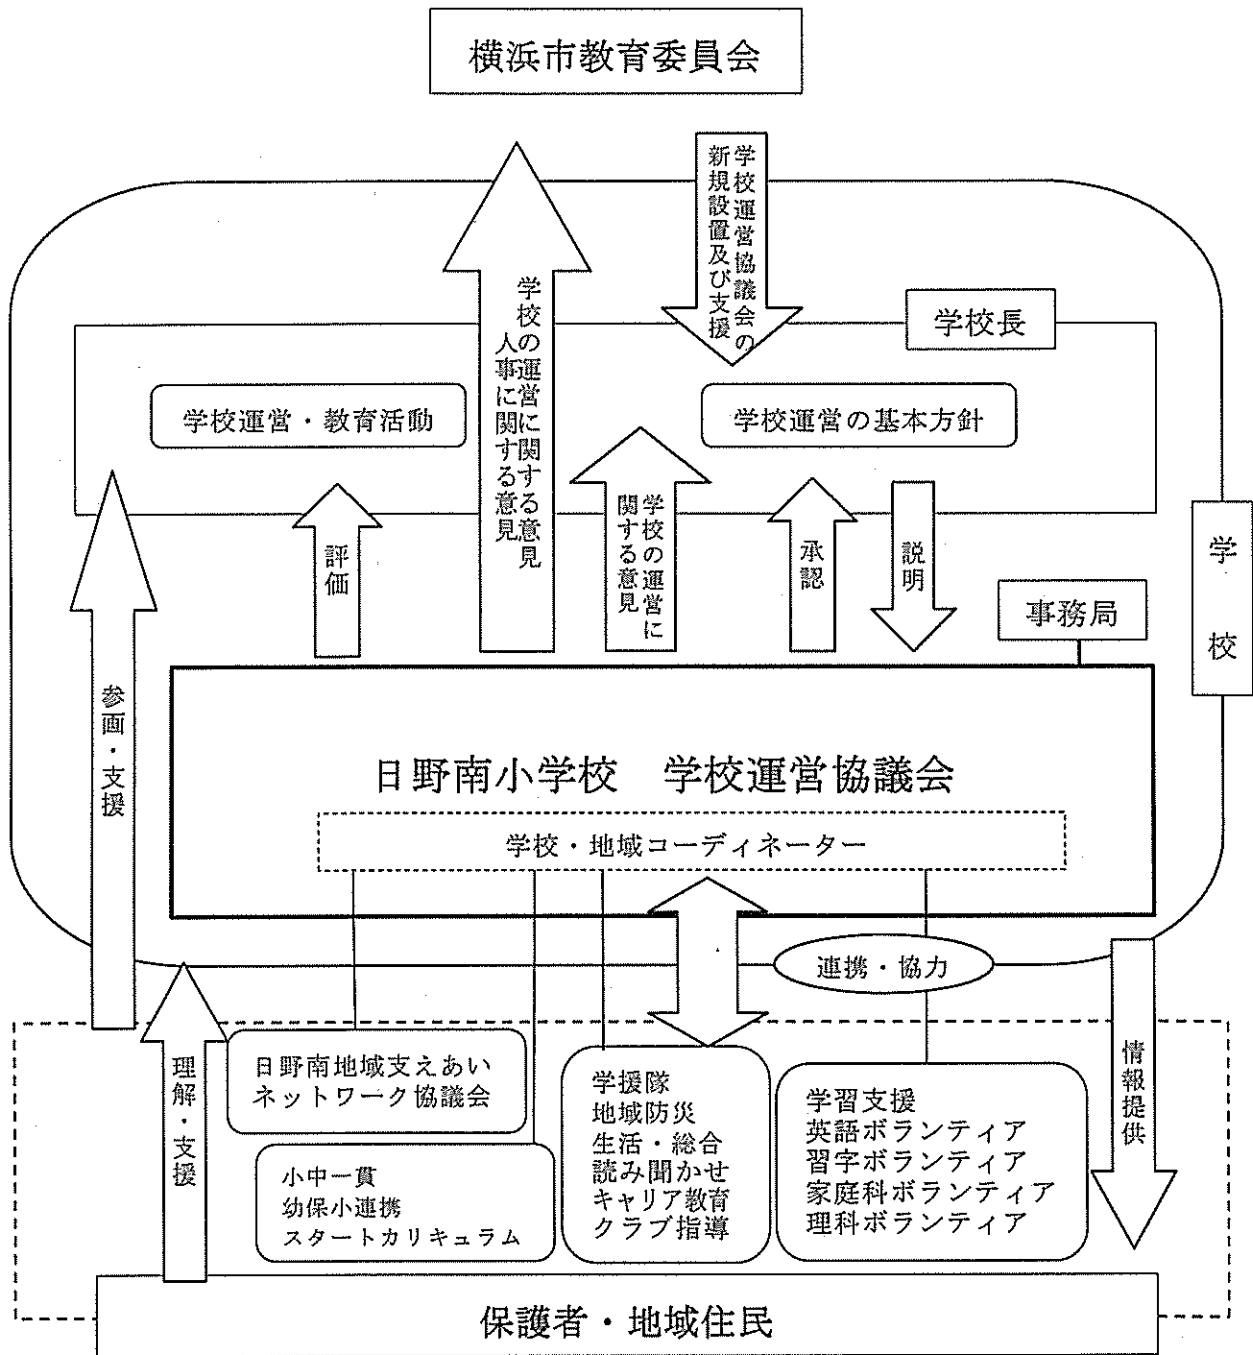 横浜市教育委員会
学校運営協議会の
新規設置及び支援
学校の運営に関する意見
人事に関する意見
学校長
学校運営・教育活動
学校運営の基本方針
評価
学校の運営に
関する意見
承認
説明
学校
事務局
参画・支援
日野南小学校　学校運営協議会
学校・地域コーディネーター
連携・協力
理解・支援
日野南地域支えあい
ネットワーク協議会
小中一貫
幼保小連携
スタートカリキュラム
学援隊
地域防災
生活・総合
読み聞かせ
キャリア教育
クラブ指導
学習支援
英語ボランティア
習字ボランティア
家庭科ボランティア
理科ボランティア
情報提供
保護者・地域住民